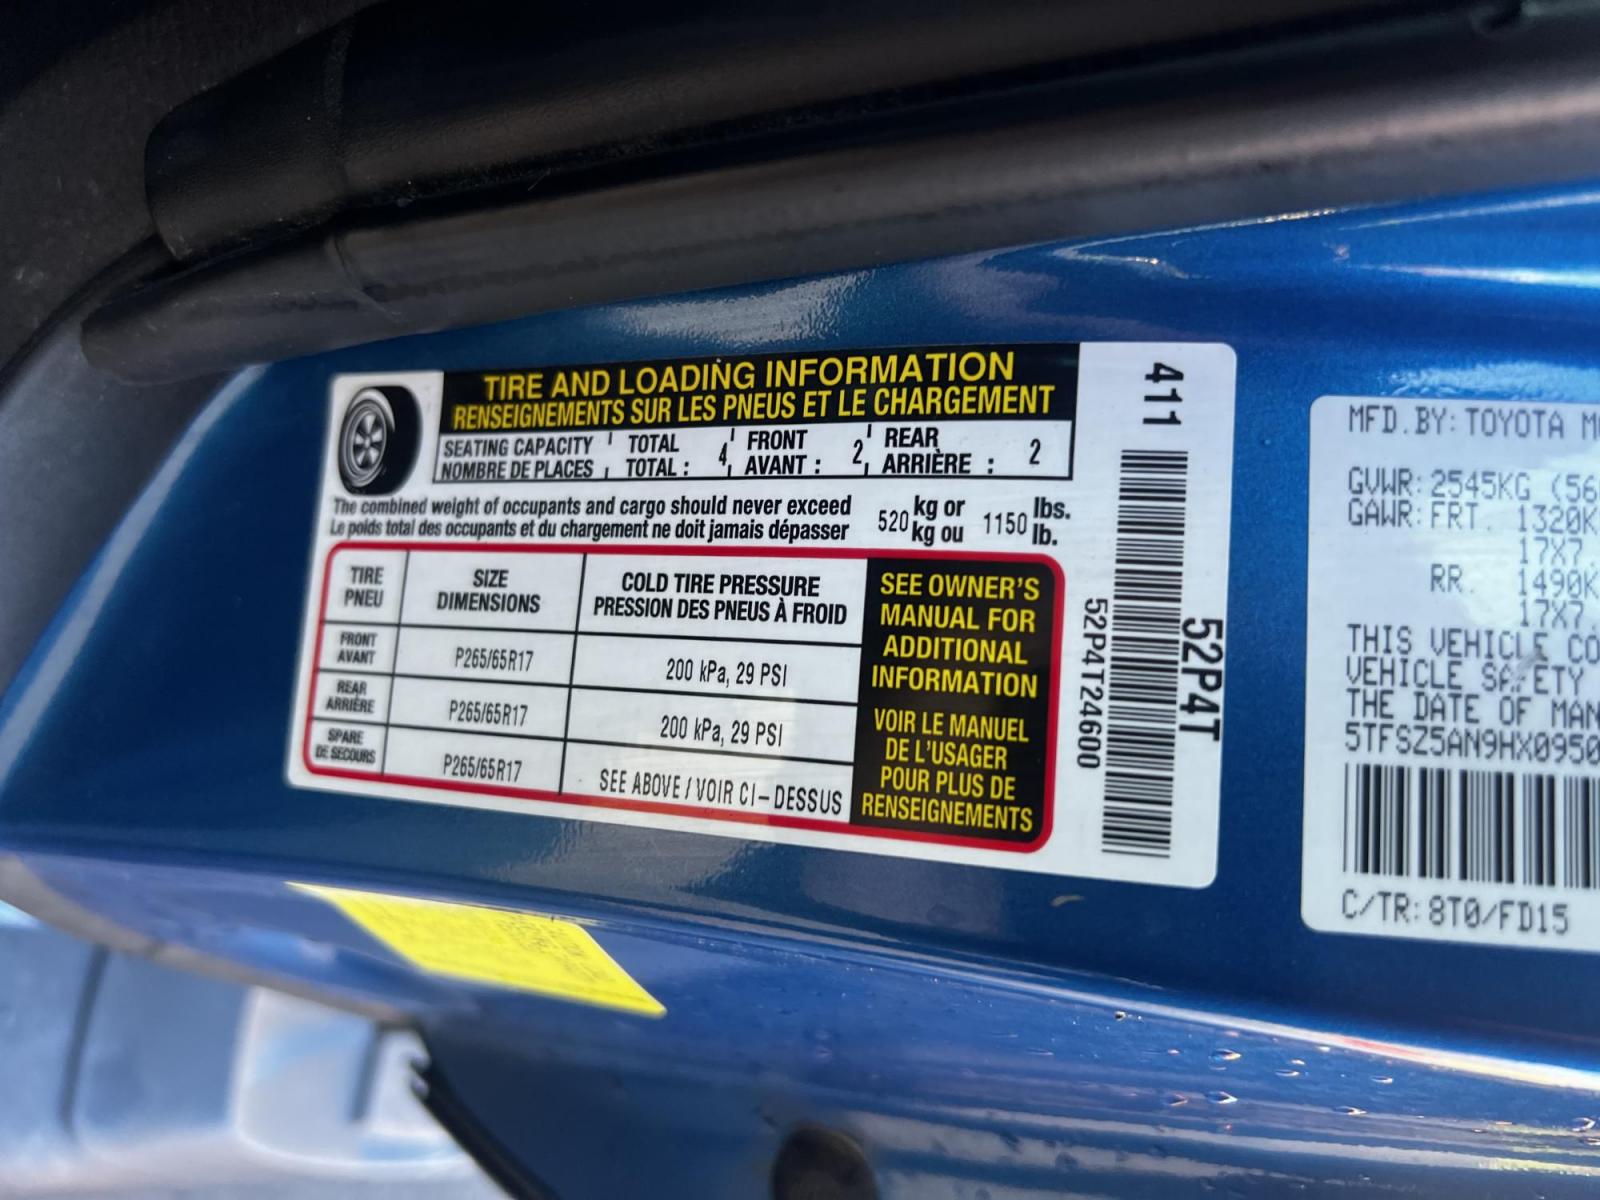 TIRE AND LOADING INFORMATION
RENSEIGNEMENTS SUR LES PNEUS ET LE CHARGEMENT
SEATING CAPACITY TOTAL 4 FRONT 2 REAR 2
NOMBRE DE PLACES TOTAL : AVANT : ARRIÈRE :
The combined weight of occupants and cargo should never exceed 520 kg or 1150 lbs.
Le poids total des occupants et du chargement ne doit jamais dépasser kg ou lb.
TIRE SIZE COLD TIRE PRESSURE
PNEU DIMENSIONS PRESSION DES PNEUS À FROID
FRONT P265/65R17 200 kPa, 29 PSI
AVANT
REAR P265/65R17 200 kPa, 29 PSI
ARRIÈRE
SPARE P265/65R17 SEE ABOVE / VOIR CI-DESSUS
DE SECOURS
SEE OWNER'S
MANUAL FOR
ADDITIONAL
INFORMATION
VOIR LE MANUEL
DE L'USAGER
POUR PLUS DE
RENSEIGNEMENTS
411
52P4T24600
52P4T
MFD.BY:TOYOTA
GVWR:2545KG (56
GAWR:FRT. 1320K
17X7.
RR. 1490K
17X7.
THIS VEHICLE CO
VEHICLE SAFETY
THE DATE OF MAN
5TFSZ5AN9HX0950
C/TR:8T0/FD15